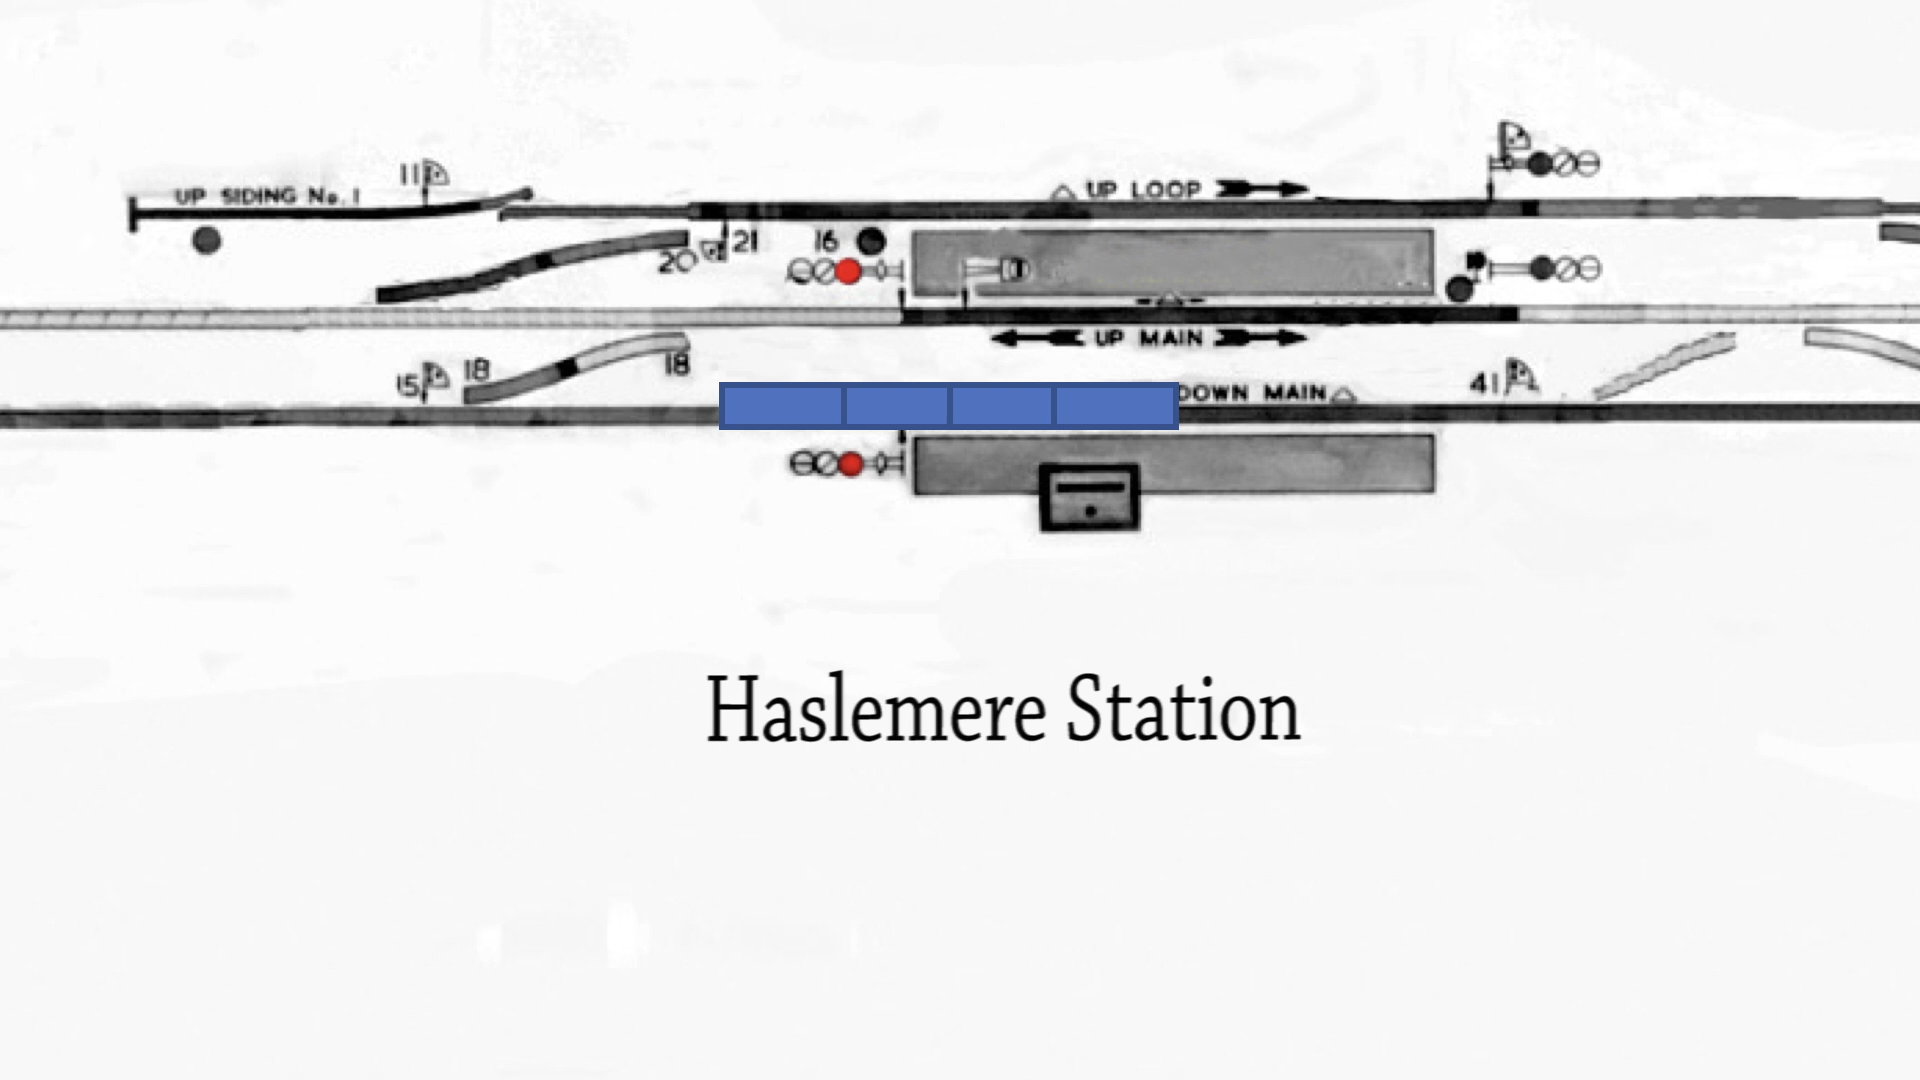 11
UP SIDING No. 1
UP LOOP
20
21
16
UP MAIN
15
18
18
DOWN MAIN
41
Haslemere Station